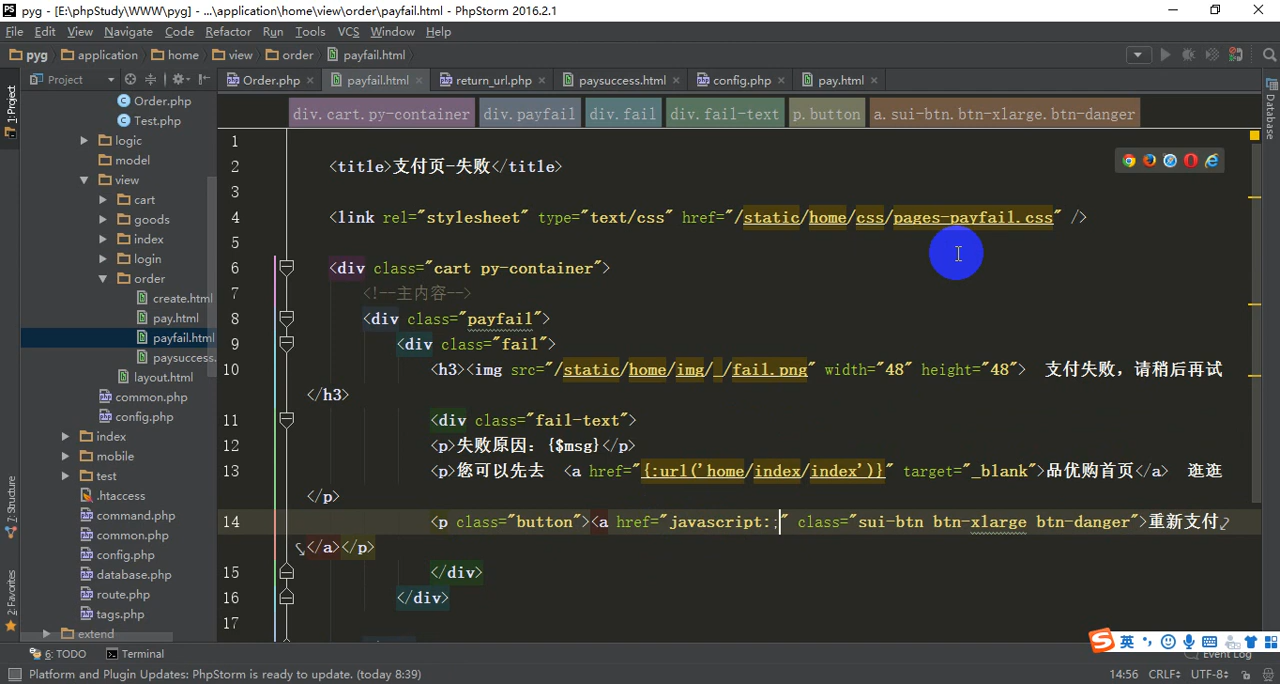 pyg - [E:\phpStudy\WWW\pyg] - ...\application\home\view\order\payfail.html - PhpStorm 2016.2.1
File Edit View Navigate Code Refactor Run Tools VCS Window Help
pyg application home view order payfail.html
Project Order.php payfail.html return_url.php paysuccess.html config.php pay.html
div.cart.py-container div.payfail div.fail div.fail-text p.button a.sui-btn.btn-xlarge.btn-danger
1: Project
Database
Order.php
Test.php
logic
model
view
cart
goods
index
login
order
create.html
pay.html
payfail.html
paysuccess.
layout.html
common.php
config.php
index
mobile
test
.htaccess
command.php
common.php
config.php
database.php
route.php
tags.php
extend
7: Structure
2: Favorites
1
2 <title>支付页-失败</title>
3
4 <link rel="stylesheet" type="text/css" href="/static/home/css/pages-payfail.css" />
5
6 <div class="cart py-container">
7 <!--主内容-->
8 <div class="payfail">
9 <div class="fail">
10 <h3><img src="/static/home/img/_/fail.png" width="48" height="48"> 支付失败，请稍后再试
</h3>
11 <div class="fail-text">
12 <p>失败原因：{$msg}</p>
13 <p>您可以先去 <a href="{:url('home/index/index')}" target="_blank">品优购首页</a> 逛逛
</p>
14 <p class="button"><a href="javascript:;" class="sui-btn btn-xlarge btn-danger">重新支付
</a></p>
15 </div>
16 </div>
17
英
6: TODO Terminal Event Log
Platform and Plugin Updates: PhpStorm is ready to update. (today 8:39) 14:56 CRLF UTF-8